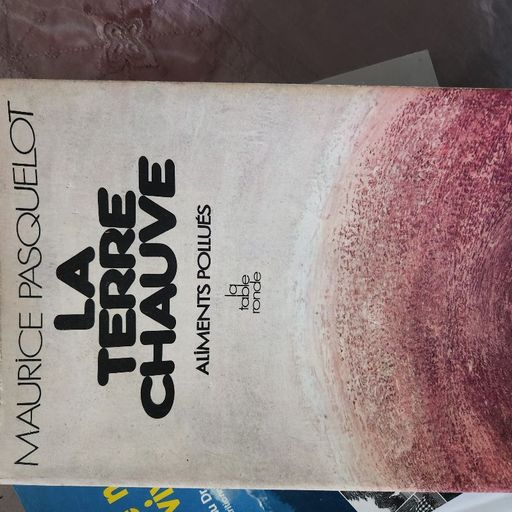 MAURICE PASQUELOT
LA
TERRE
CHAUVE
ALIMENTS POLLUÉS
la
table
ronde